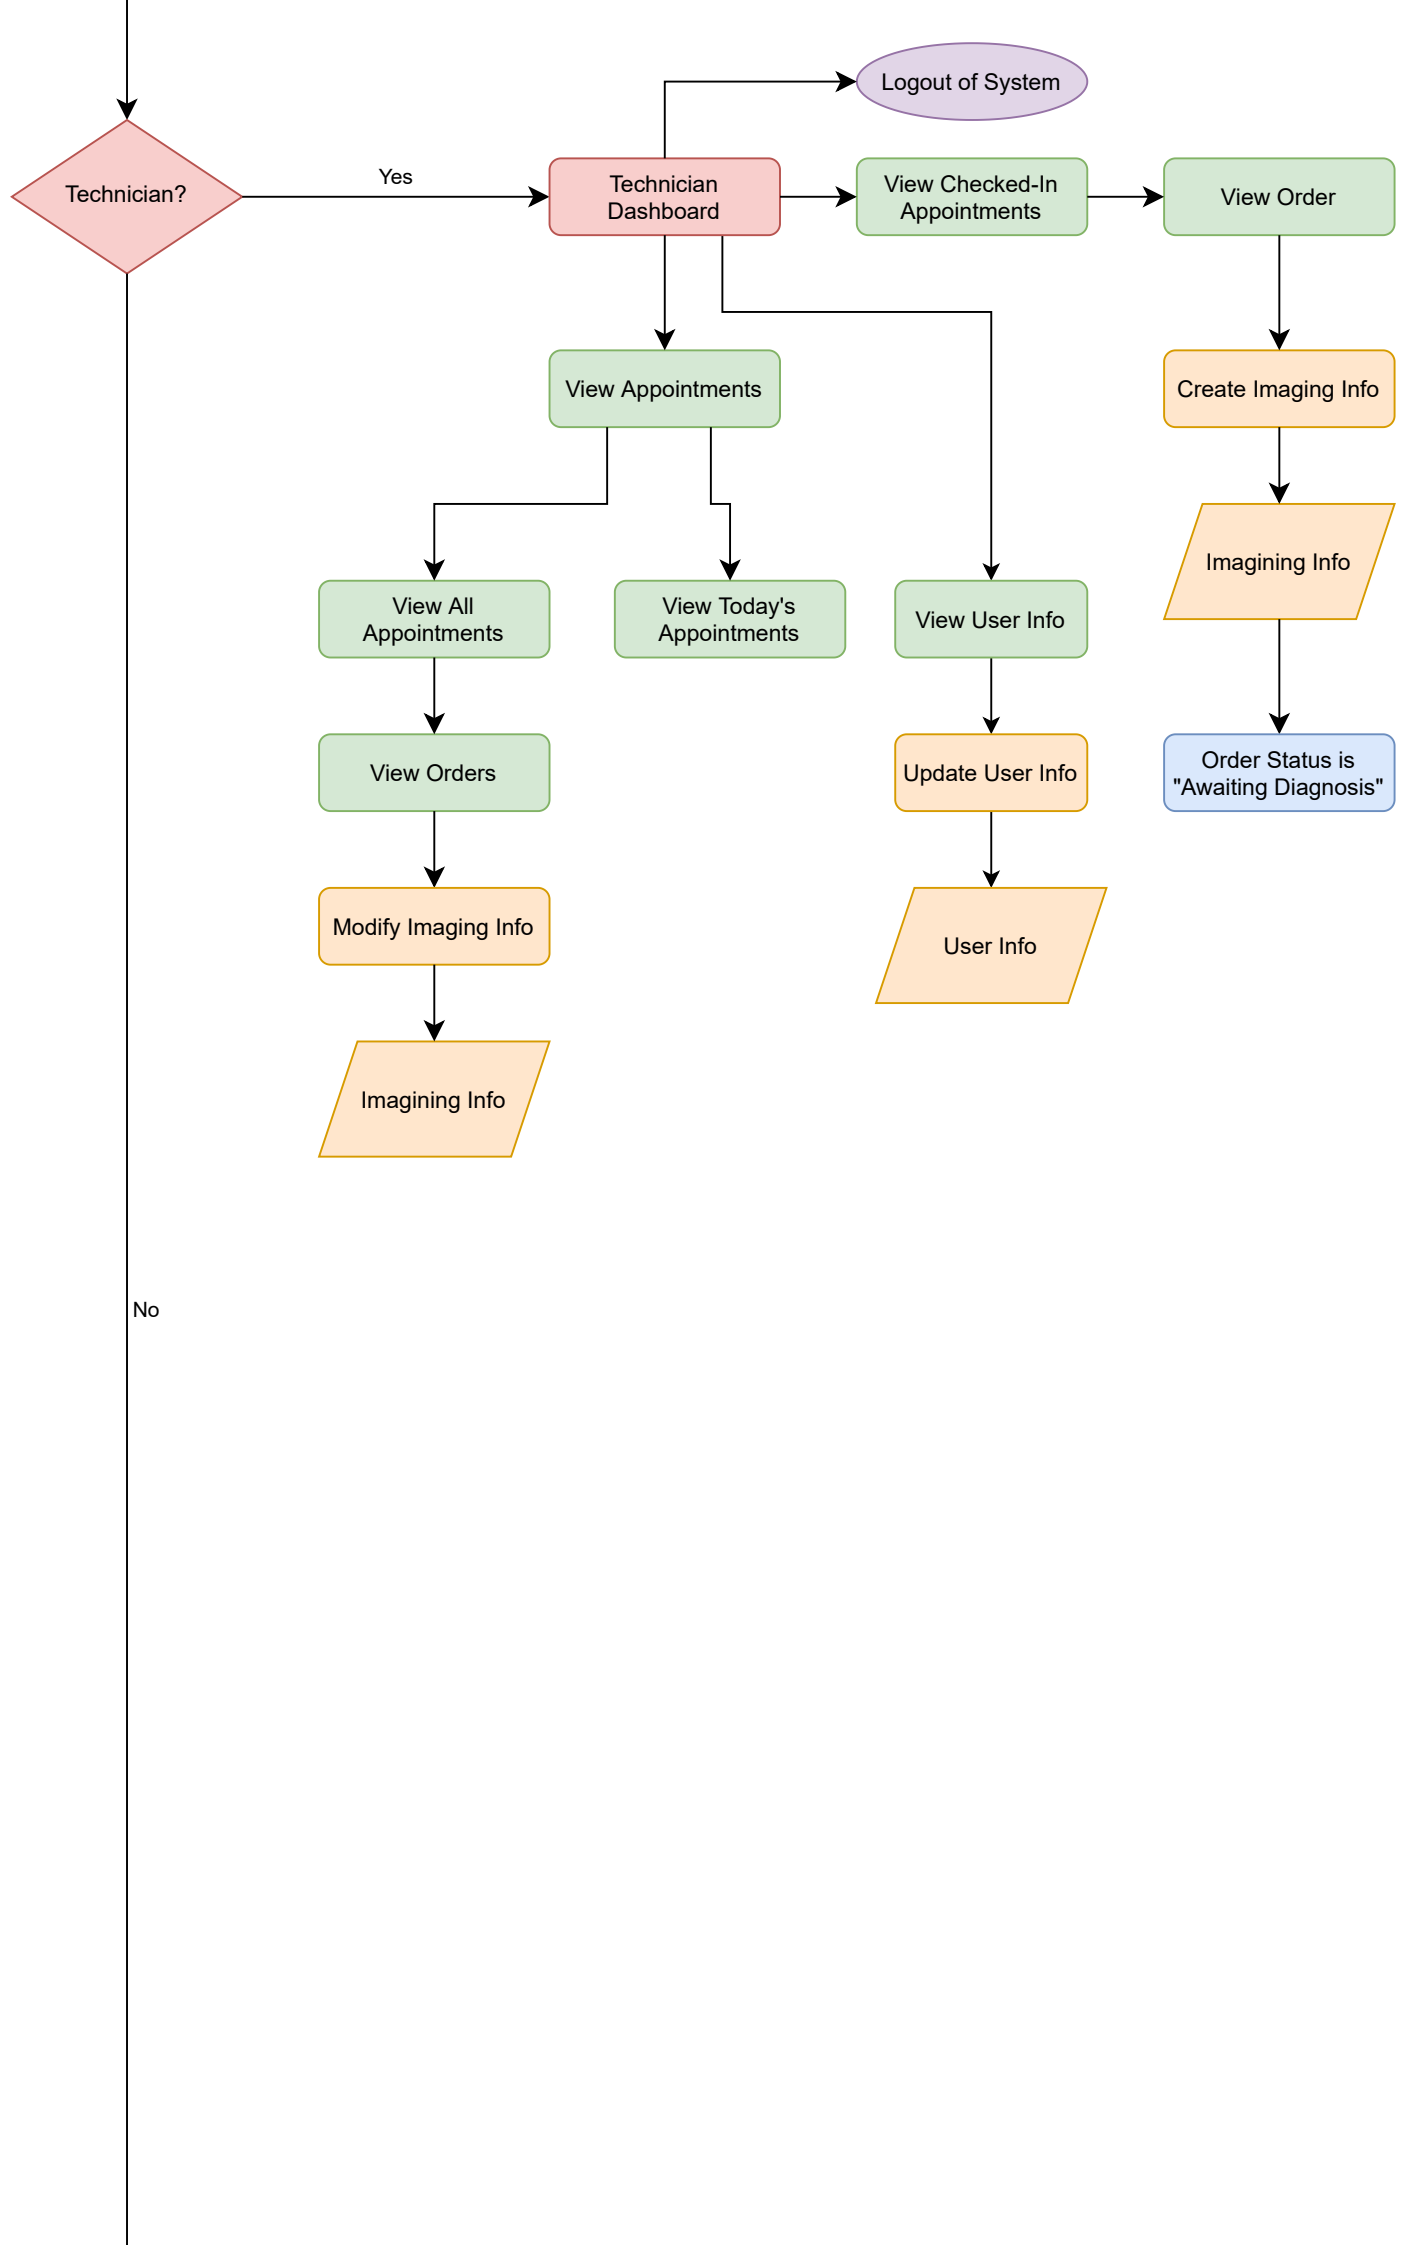 Logout of System
Technician?
Yes
Technician
Dashboard
View Checked-In
Appointments
View Order
View Appointments
Create Imaging Info
Imagining Info
View All
Appointments
View Today's
Appointments
View User Info
View Orders
Update User Info
Order Status is
"Awaiting Diagnosis"
Modify Imaging Info
User Info
Imagining Info
No